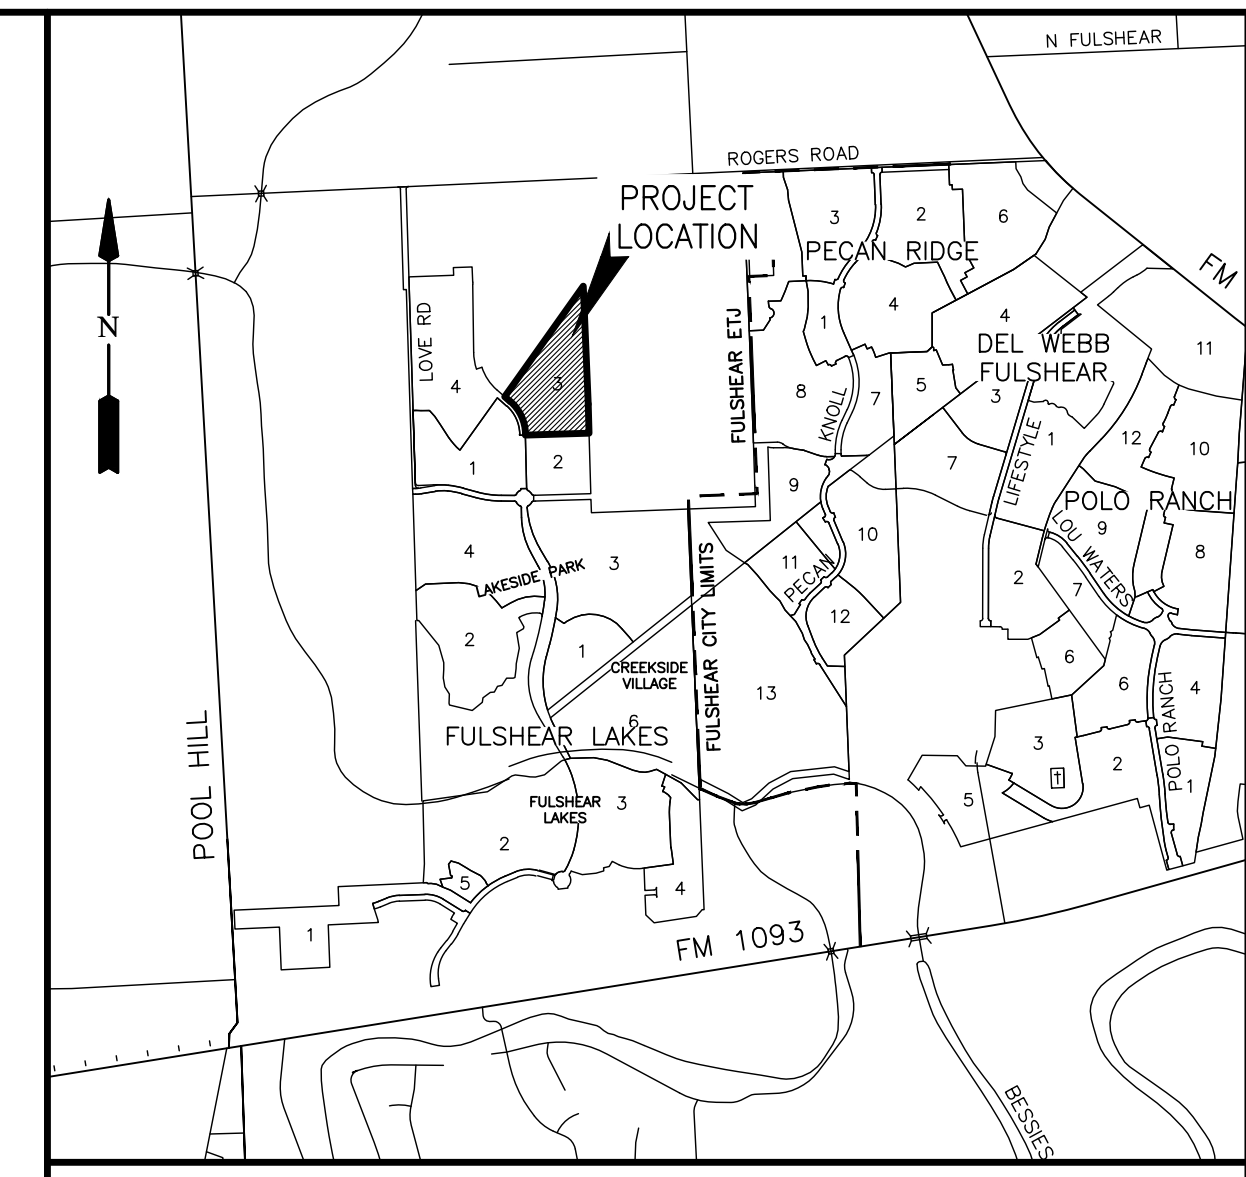 N FULSHEAR
ROGERS ROAD
PROJECT
LOCATION
3
2
6
PECAN RIDGE
FM
N
LOVE RD
4
3
FULSHEAR ETJ
1
4
4
DEL WEBB
FULSHEAR
11
8
KNOLL
7
5
3
LIFESTYLE
1
12
10
1
2
9
7
POLO RANCH
LOU WATERS
9
8
4
LAKESIDE PARK
3
FULSHEAR CITY LIMITS
11
PECAN
10
12
2
7
2
1
CREEKSIDE
VILLAGE
6
13
6
6
4
POLO RANCH
FULSHEAR LAKES
POOL HILL
3
2
1
5
FULSHEAR
LAKES
3
2
5
4
1
FM 1093
BESSIES